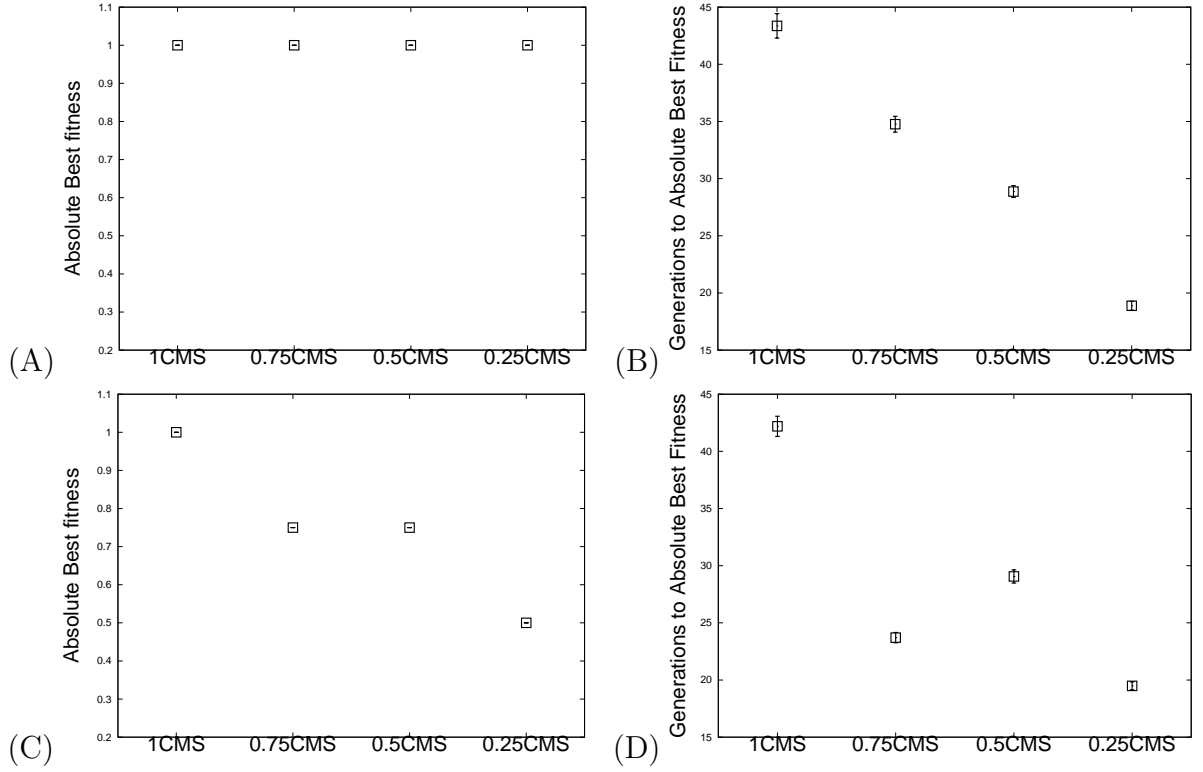 1.1
1
0.9
0.8
0.7
0.6
0.5
0.4
0.3
0.2
Absolute Best fitness
1CMS 0.75CMS 0.5CMS 0.25CMS
(A)
45
40
35
30
25
20
15
Generations to Absolute Best Fitness
1CMS 0.75CMS 0.5CMS 0.25CMS
(B)
1.1
1
0.9
0.8
0.7
0.6
0.5
0.4
0.3
0.2
Absolute Best fitness
1CMS 0.75CMS 0.5CMS 0.25CMS
(C)
45
40
35
30
25
20
15
Generations to Absolute Best Fitness
1CMS 0.75CMS 0.5CMS 0.25CMS
(D)